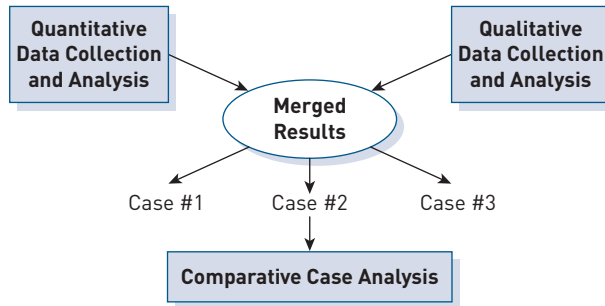 Quantitative
Data Collection
and Analysis
Qualitative
Data Collection
and Analysis
Merged
Results
Case #1
Case #2
Case #3
Comparative Case Analysis